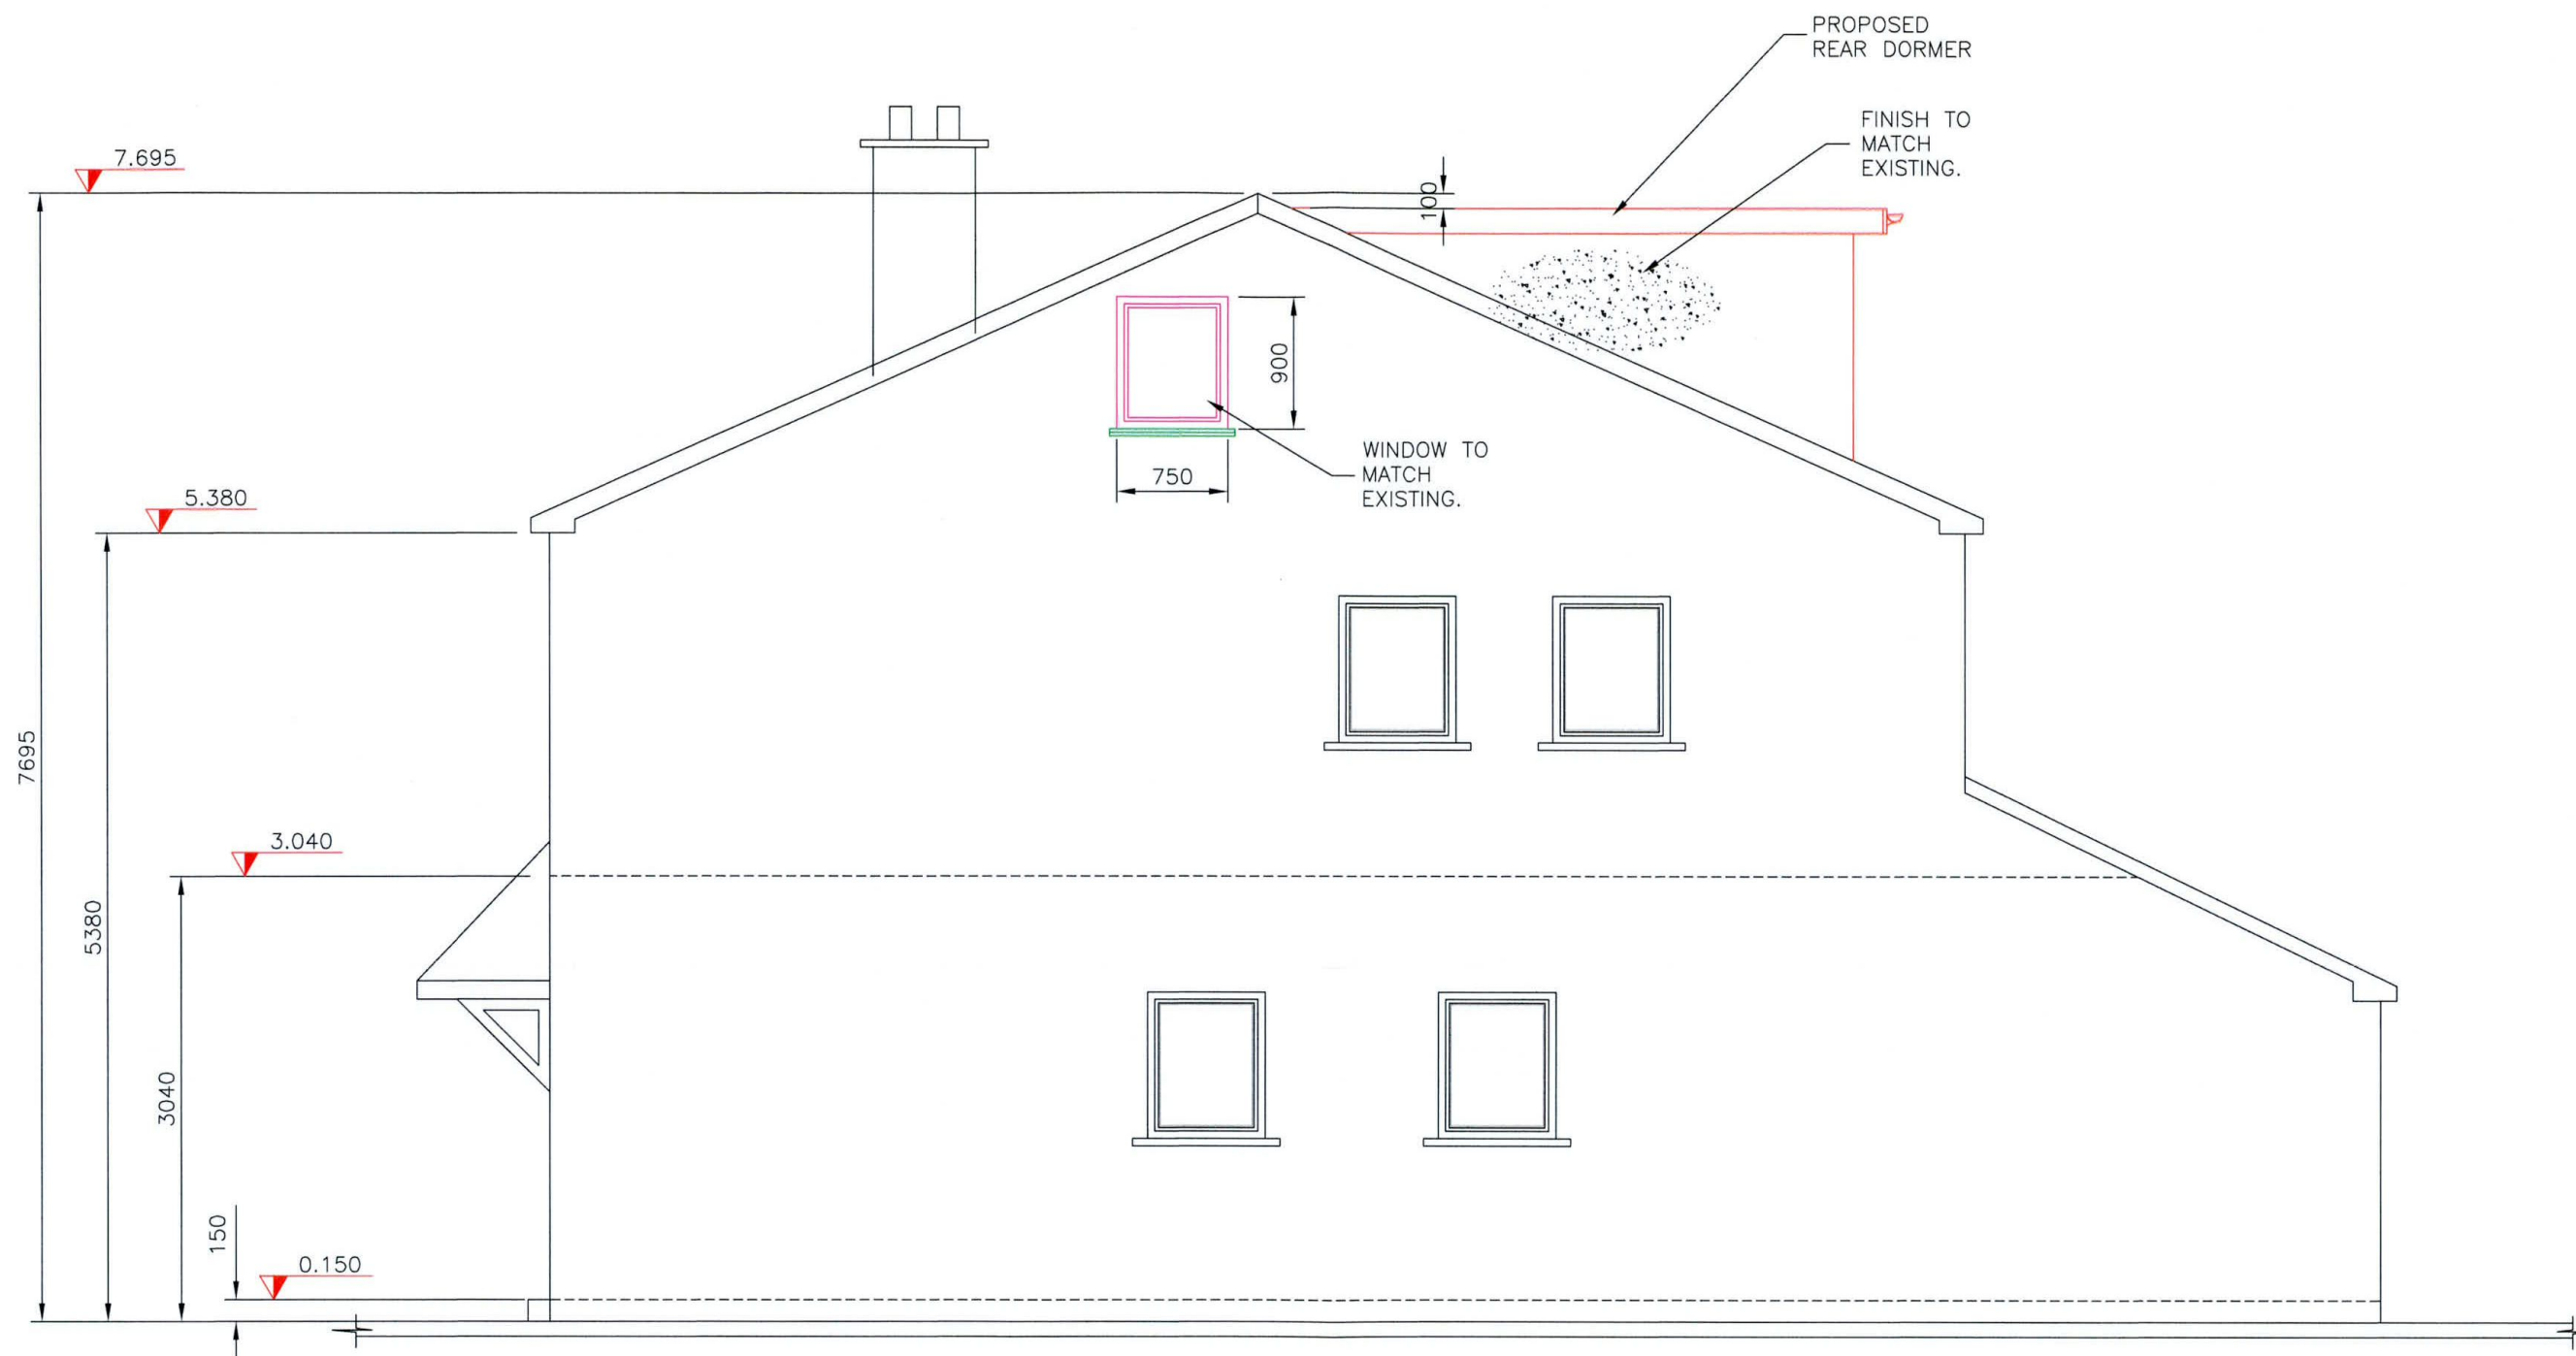 PROPOSED
REAR DORMER
FINISH TO
MATCH
EXISTING.
7.695
100
900
WINDOW TO
MATCH
EXISTING.
750
5.380
7695
3.040
5380
3040
150
0.150